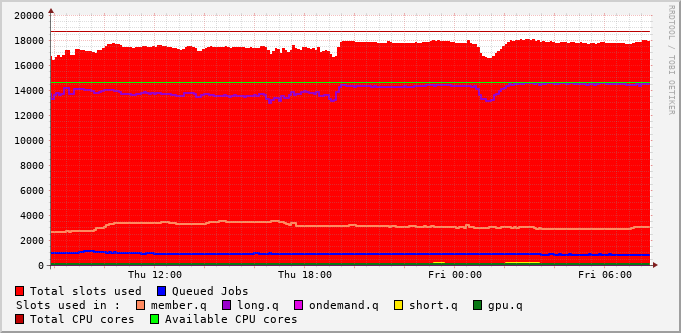 20000
18000
16000
14000
12000
10000
8000
6000
4000
2000
0
Thu 12:00 Thu 18:00 Fri 00:00 Fri 06:00
Total slots used Queued Jobs
Slots used in : member.q long.q ondemand.q short.q gpu.q
Total CPU cores Available CPU cores
RRDTOOL / TOBI OETIKER